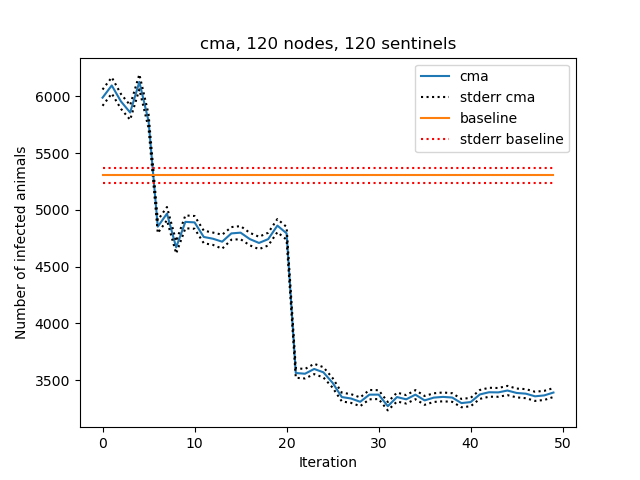 cma, 120 nodes, 120 sentinels
cma
stderr cma
baseline
stderr baseline
Number of infected animals
6000
5500
5000
4500
4000
3500
0 10 20 30 40 50
Iteration